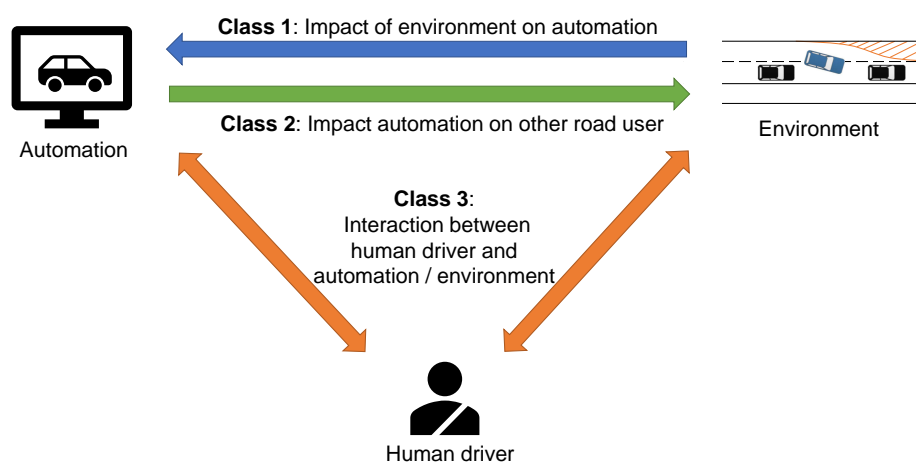 Class 1: Impact of environment on automation
Class 2: Impact automation on other road user
Automation
Environment
Class 3:
Interaction between
human driver and
automation / environment
Human driver